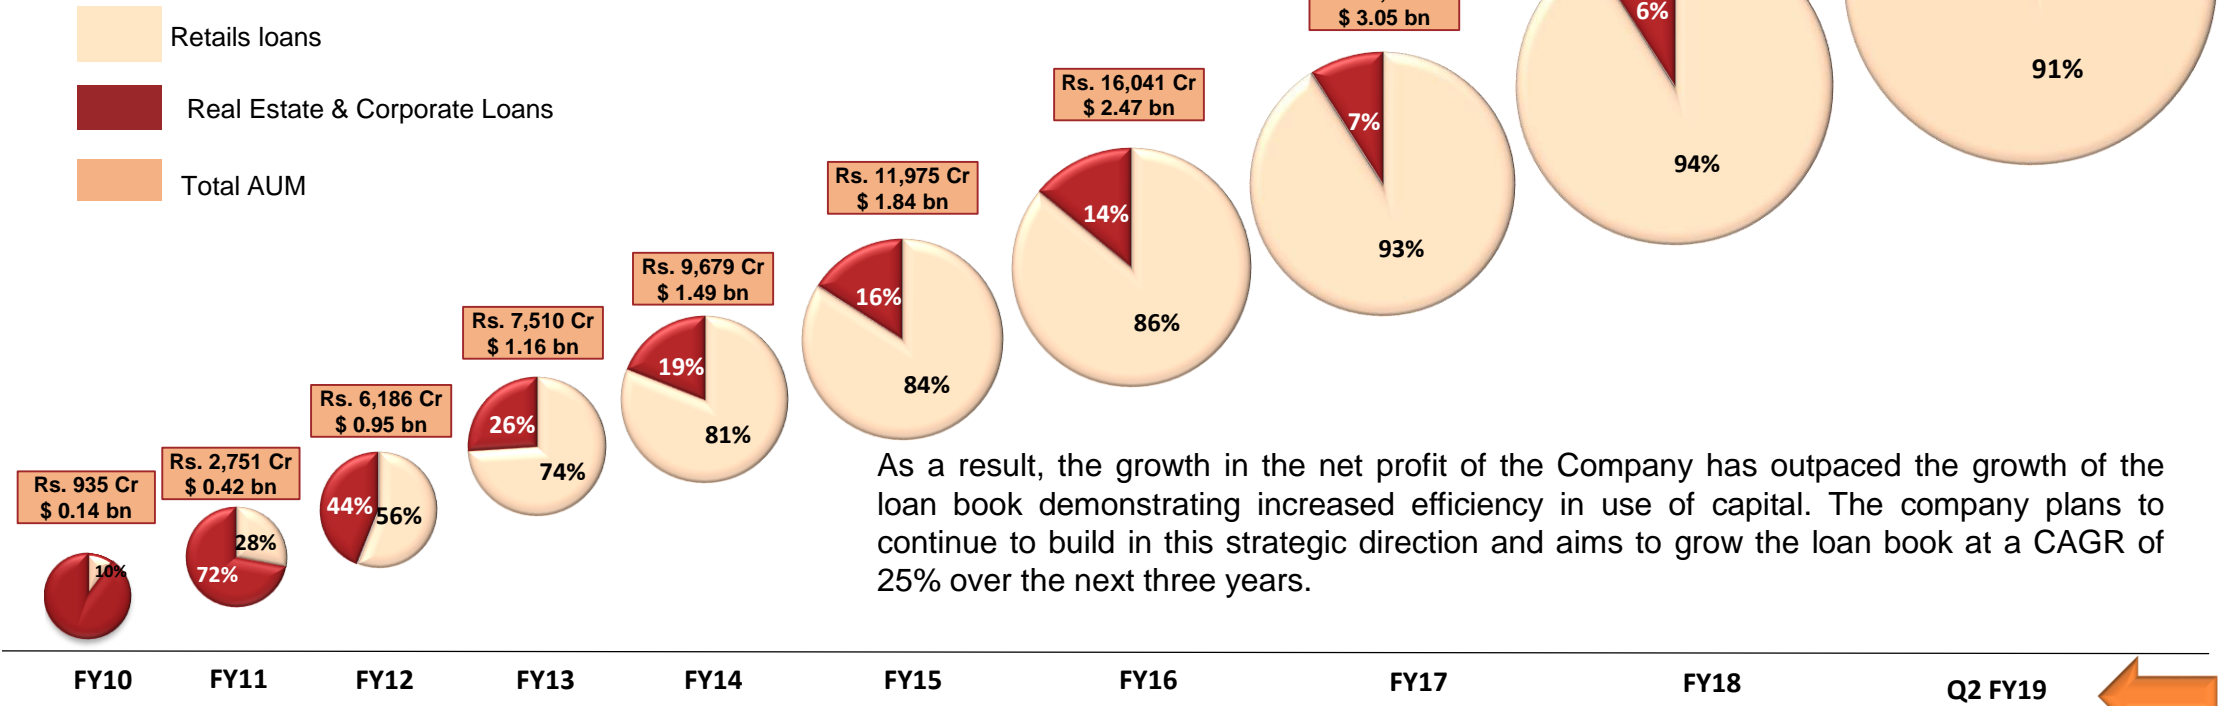 Retails loans
Real Estate & Corporate Loans
Total AUM
Rs. 935 Cr
$ 0.14 bn
10%
Rs. 2,751 Cr
$ 0.42 bn
28%
72%
Rs. 6,186 Cr
$ 0.95 bn
44%
56%
Rs. 7,510 Cr
$ 1.16 bn
26%
74%
Rs. 9,679 Cr
$ 1.49 bn
19%
81%
Rs. 11,975 Cr
$ 1.84 bn
16%
84%
Rs. 16,041 Cr
$ 2.47 bn
14%
86%
$ 3.05 bn
7%
93%
6%
94%
91%
As a result, the growth in the net profit of the Company has outpaced the growth of the
loan book demonstrating increased efficiency in use of capital. The company plans to
continue to build in this strategic direction and aims to grow the loan book at a CAGR of
25% over the next three years.
FY10
FY11
FY12
FY13
FY14
FY15
FY16
FY17
FY18
Q2 FY19